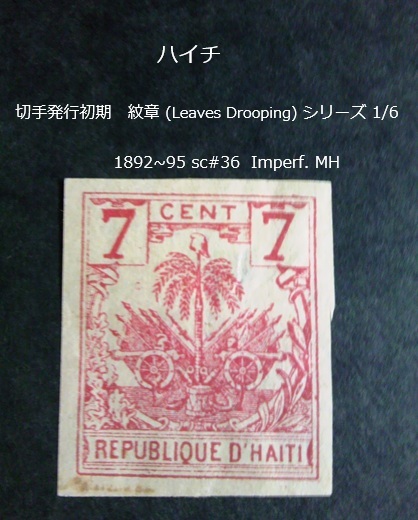 ハイチ
切手発行初期 紋章 (Leaves Drooping) シリーズ 1/6
1892~95 sc#36 Imperf. MH
7 CENT 7
REPUBLIQUE D'HAITI